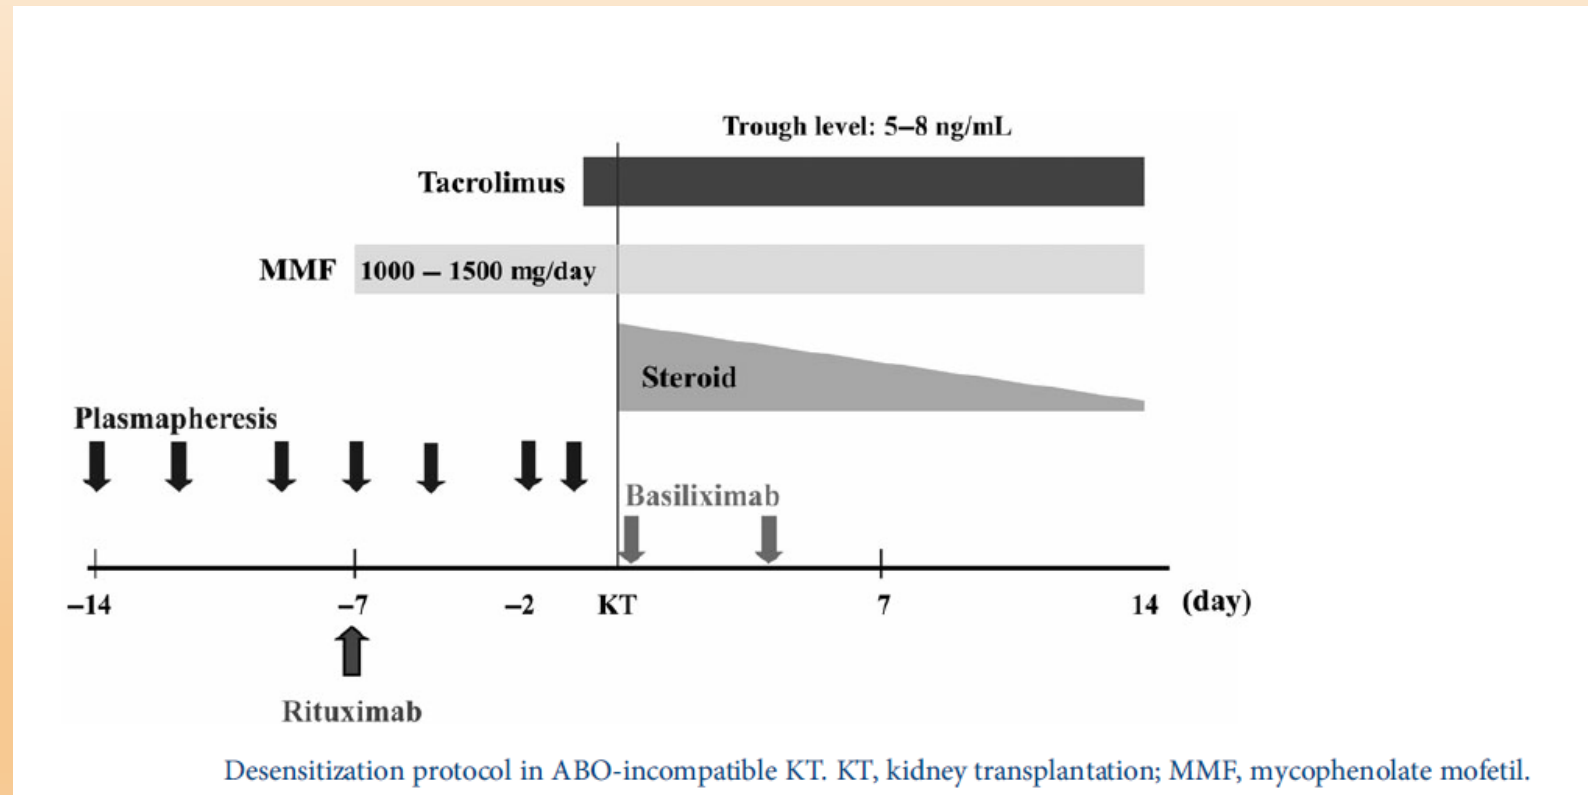 Trough level: 5–8 ng/mL
Tacrolimus
MMF
1000 – 1500 mg/day
Steroid
Plasmapheresis
Basiliximab
–14 –7 –2 KT 7 14 (day)
Rituximab
Desensitization protocol in ABO-incompatible KT. KT, kidney transplantation; MMF, mycophenolate mofetil.